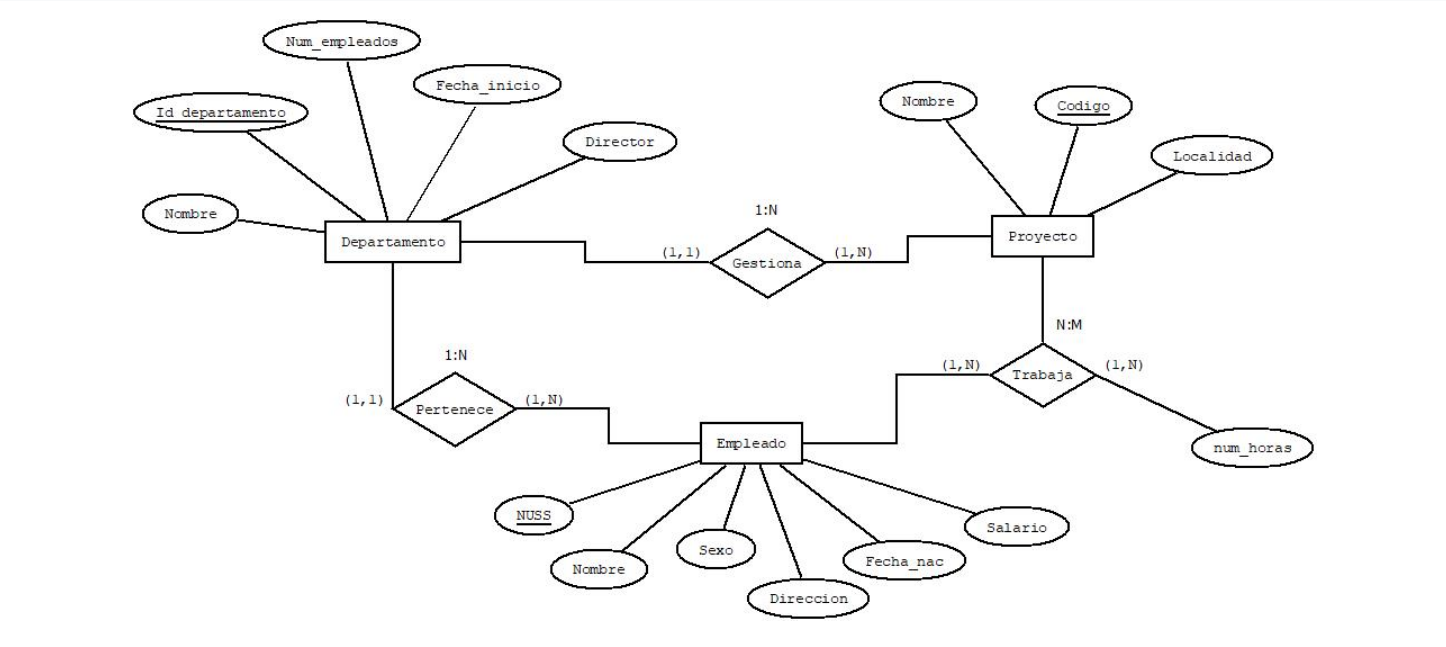 Num_empleados
Fecha_inicio
Id departamento
Director
Nombre
Departamento
Nombre
Codigo
Localidad
Proyecto
1:N
(1,1)
Gestiona
(1,N)
N:M
(1,N)
Trabaja
(1,N)
num_horas
1:N
(1,1)
Pertenece
(1,N)
Empleado
NUSS
Nombre
Sexo
Direccion
Fecha_nac
Salario